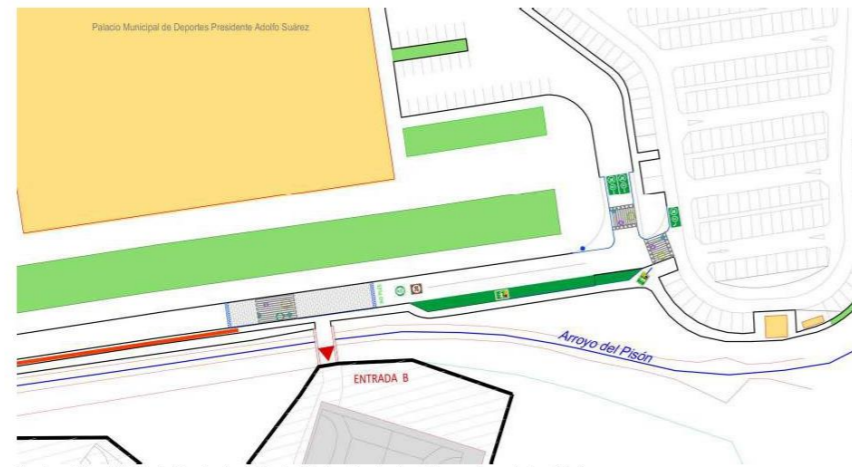 Palacio Municipal de Deportes Presidente Adolfo Suárez
Arroyo del Pisón
ENTRADA B